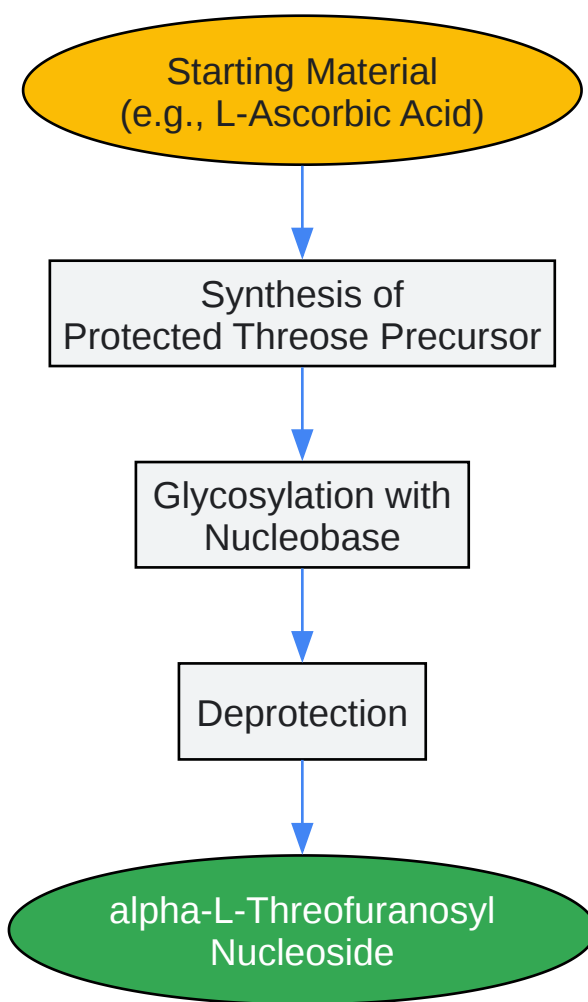 Starting Material
(e.g., L-Ascorbic Acid)
Synthesis of
Protected Threose Precursor
Glycosylation with
Nucleobase
Deprotection
alpha-L-Threofuranosyl
Nucleoside